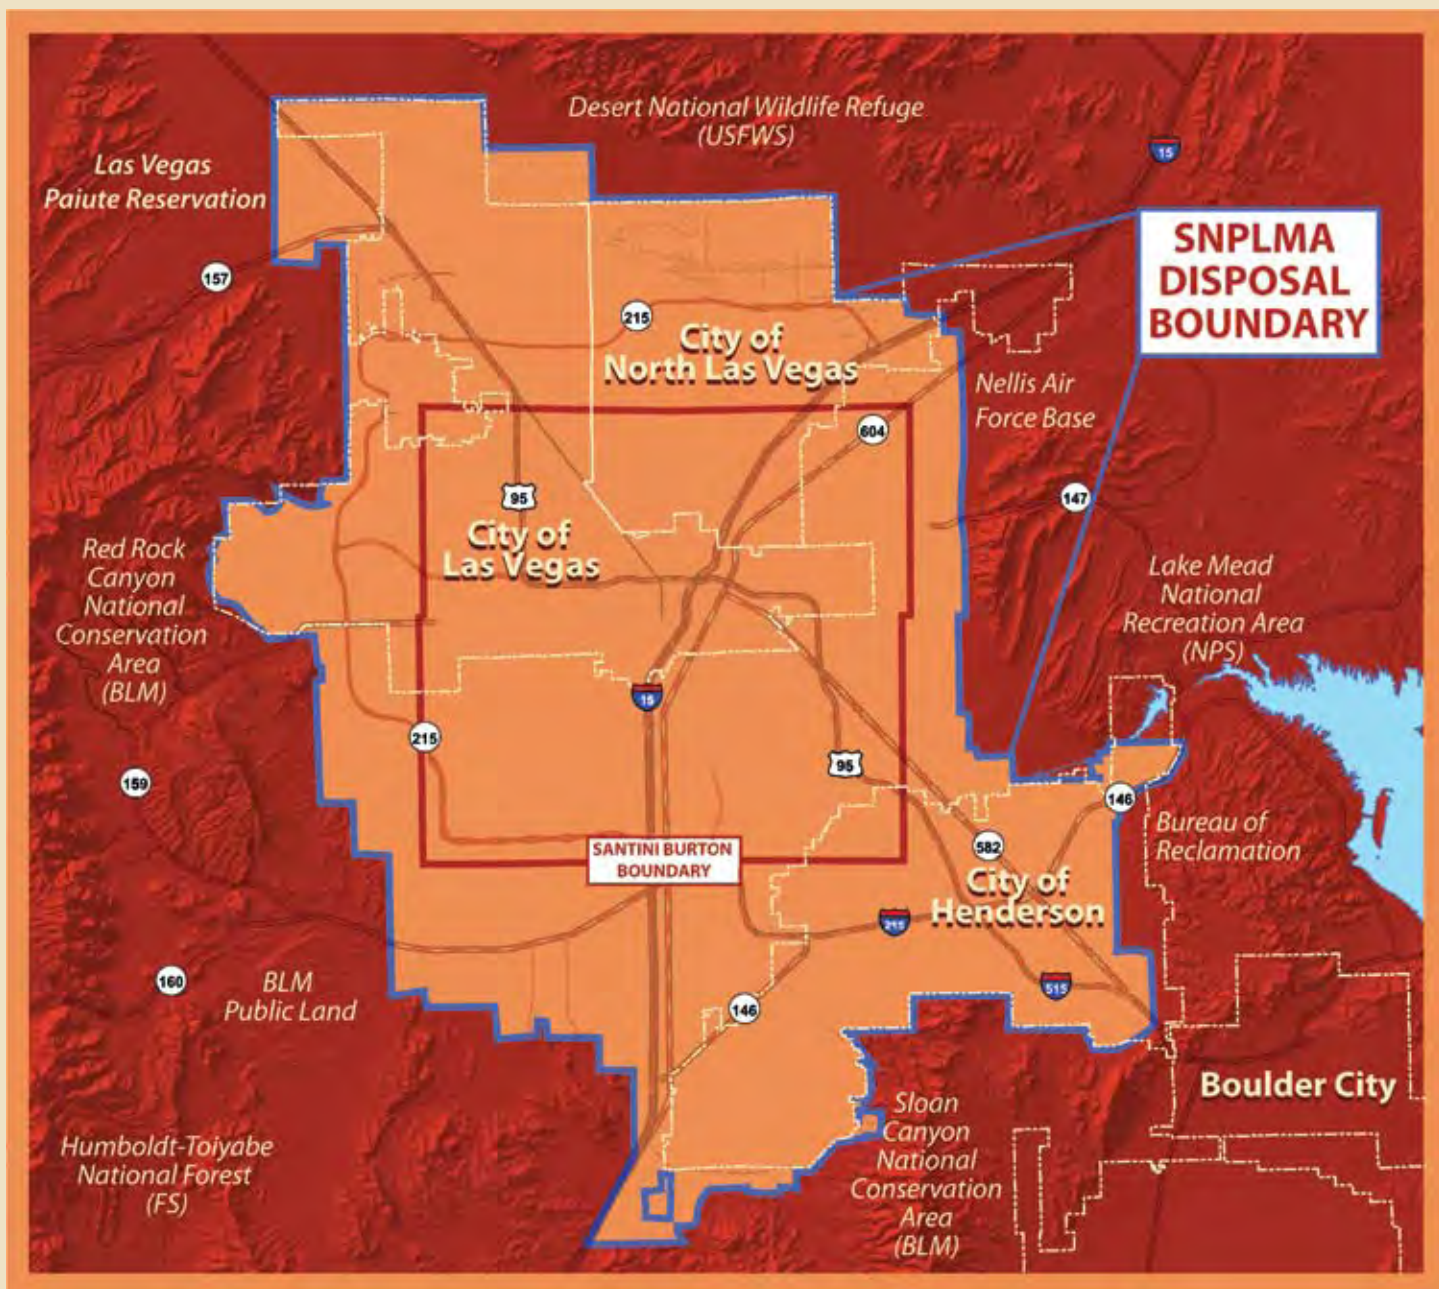 Desert National Wildlife Refuge
(USFWS)
15
Las Vegas
Paiute Reservation
SNPLMA
DISPOSAL
BOUNDARY
157
215
City of
North Las Vegas
Nellis Air
Force Base
604
95
147
City of
Las Vegas
Red Rock
Canyon
National
Conservation
Area
(BLM)
Lake Mead
National
Recreation Area
(NPS)
15
215
95
159
146
Bureau of
Reclamation
582
SANTINI BURTON
BOUNDARY
City of
Henderson
215
160
BLM
Public Land
515
146
Boulder City
Sloan
Canyon
National
Conservation
Area
(BLM)
Humboldt-Toiyabe
National Forest
(FS)